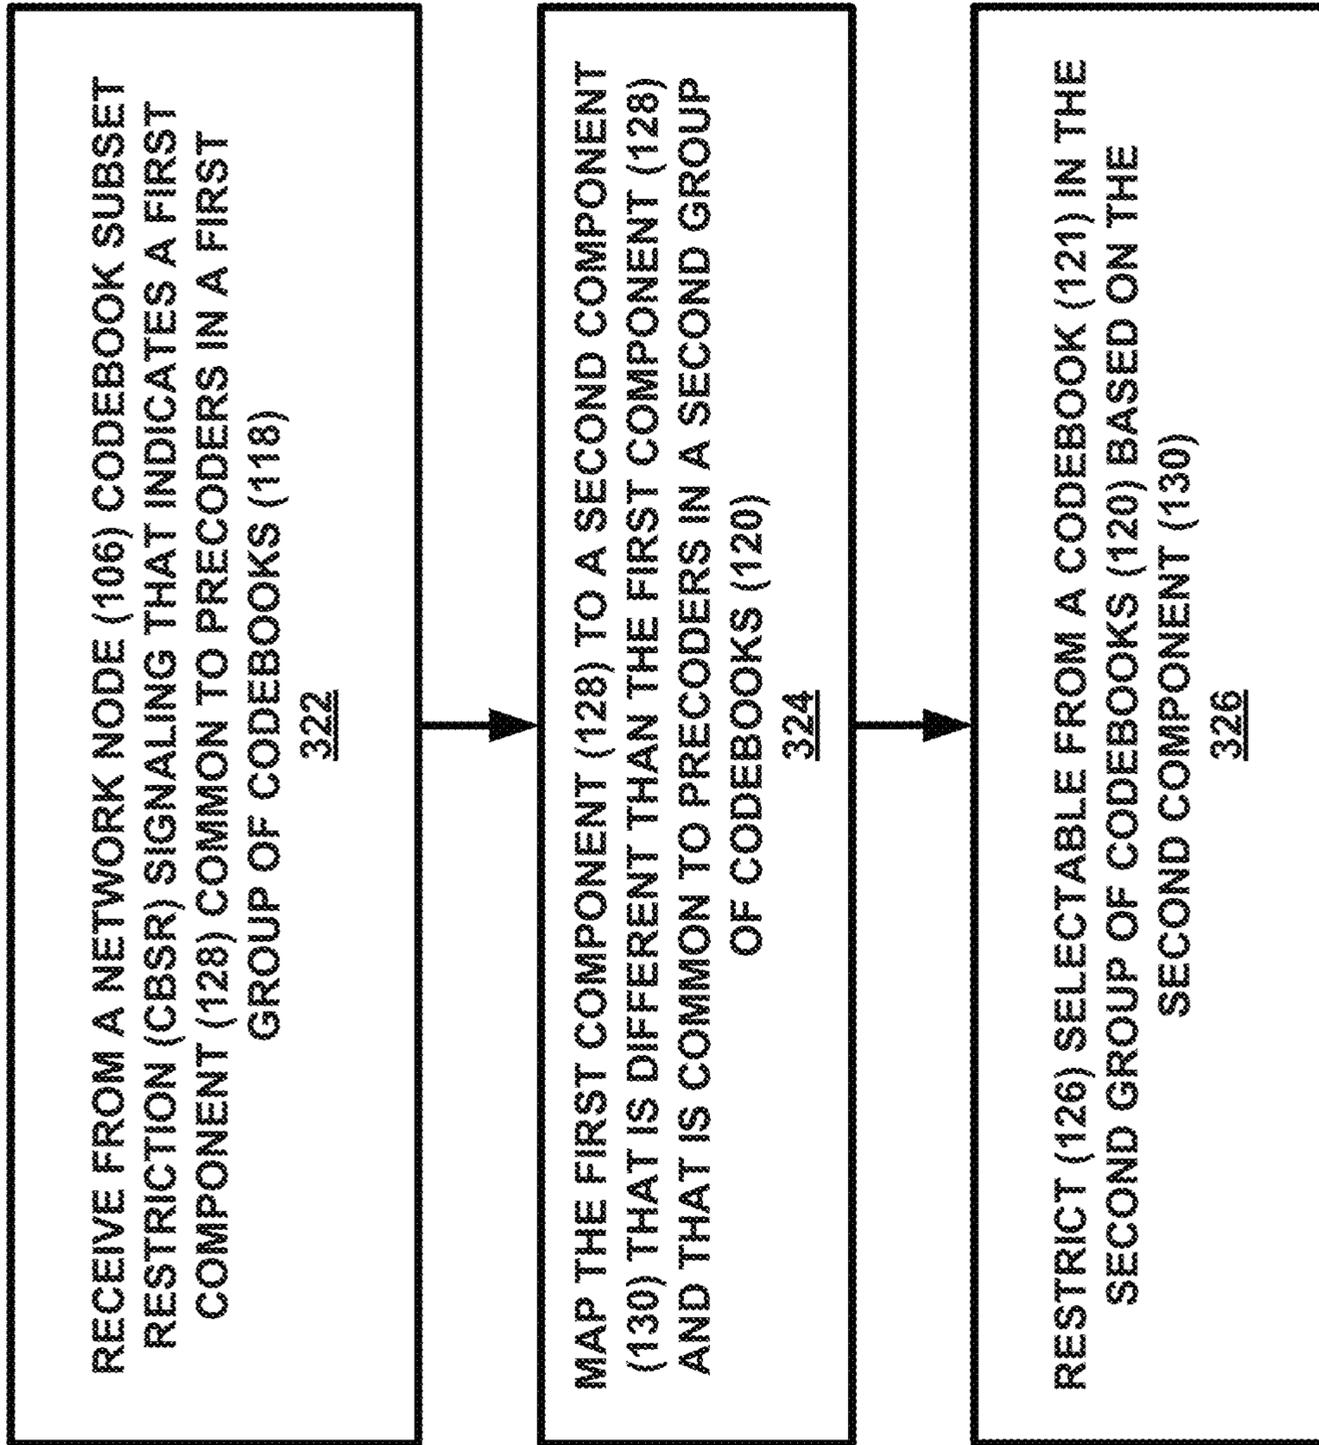 RECEIVE FROM A NETWORK NODE (106) CODEBOOK SUBSET
RESTRICTION (CBSR) SIGNALING THAT INDICATES A FIRST
COMPONENT (128) COMMON TO PRECODERS IN A FIRST
GROUP OF CODEBOOKS (118)
322
MAP THE FIRST COMPONENT (128) TO A SECOND COMPONENT
(130) THAT IS DIFFERENT THAN THE FIRST COMPONENT (128)
AND THAT IS COMMON TO PRECODERS IN A SECOND GROUP
OF CODEBOOKS (120)
324
RESTRICT (126) SELECTABLE FROM A CODEBOOK (121) IN THE
SECOND GROUP OF CODEBOOKS (120) BASED ON THE
SECOND COMPONENT (130)
326